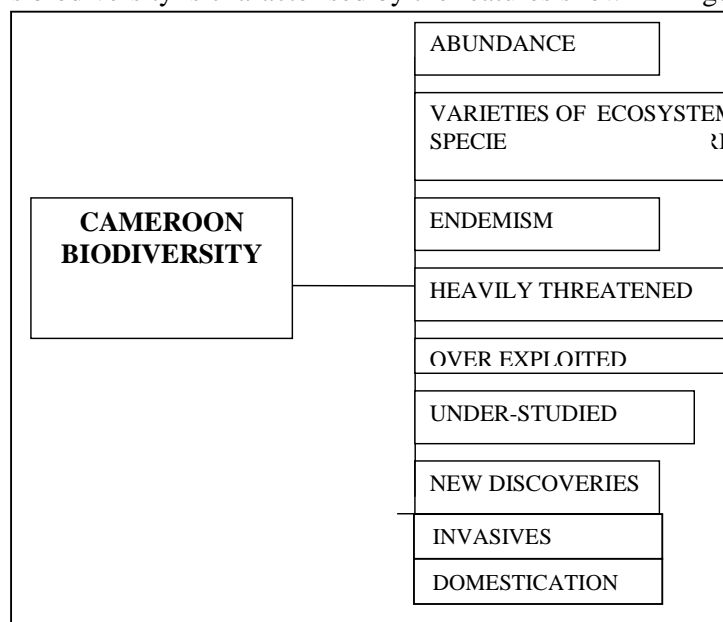 CAMEROON
BIODIVERSITY
ABUNDANCE
VARIETIES OF ECOSYSTEM
SPECIE
ENDEMISM
HEAVILY THREATENED
OVER EXPLOITED
UNDER-STUDIED
NEW DISCOVERIES
INVASIVES
DOMESTICATION